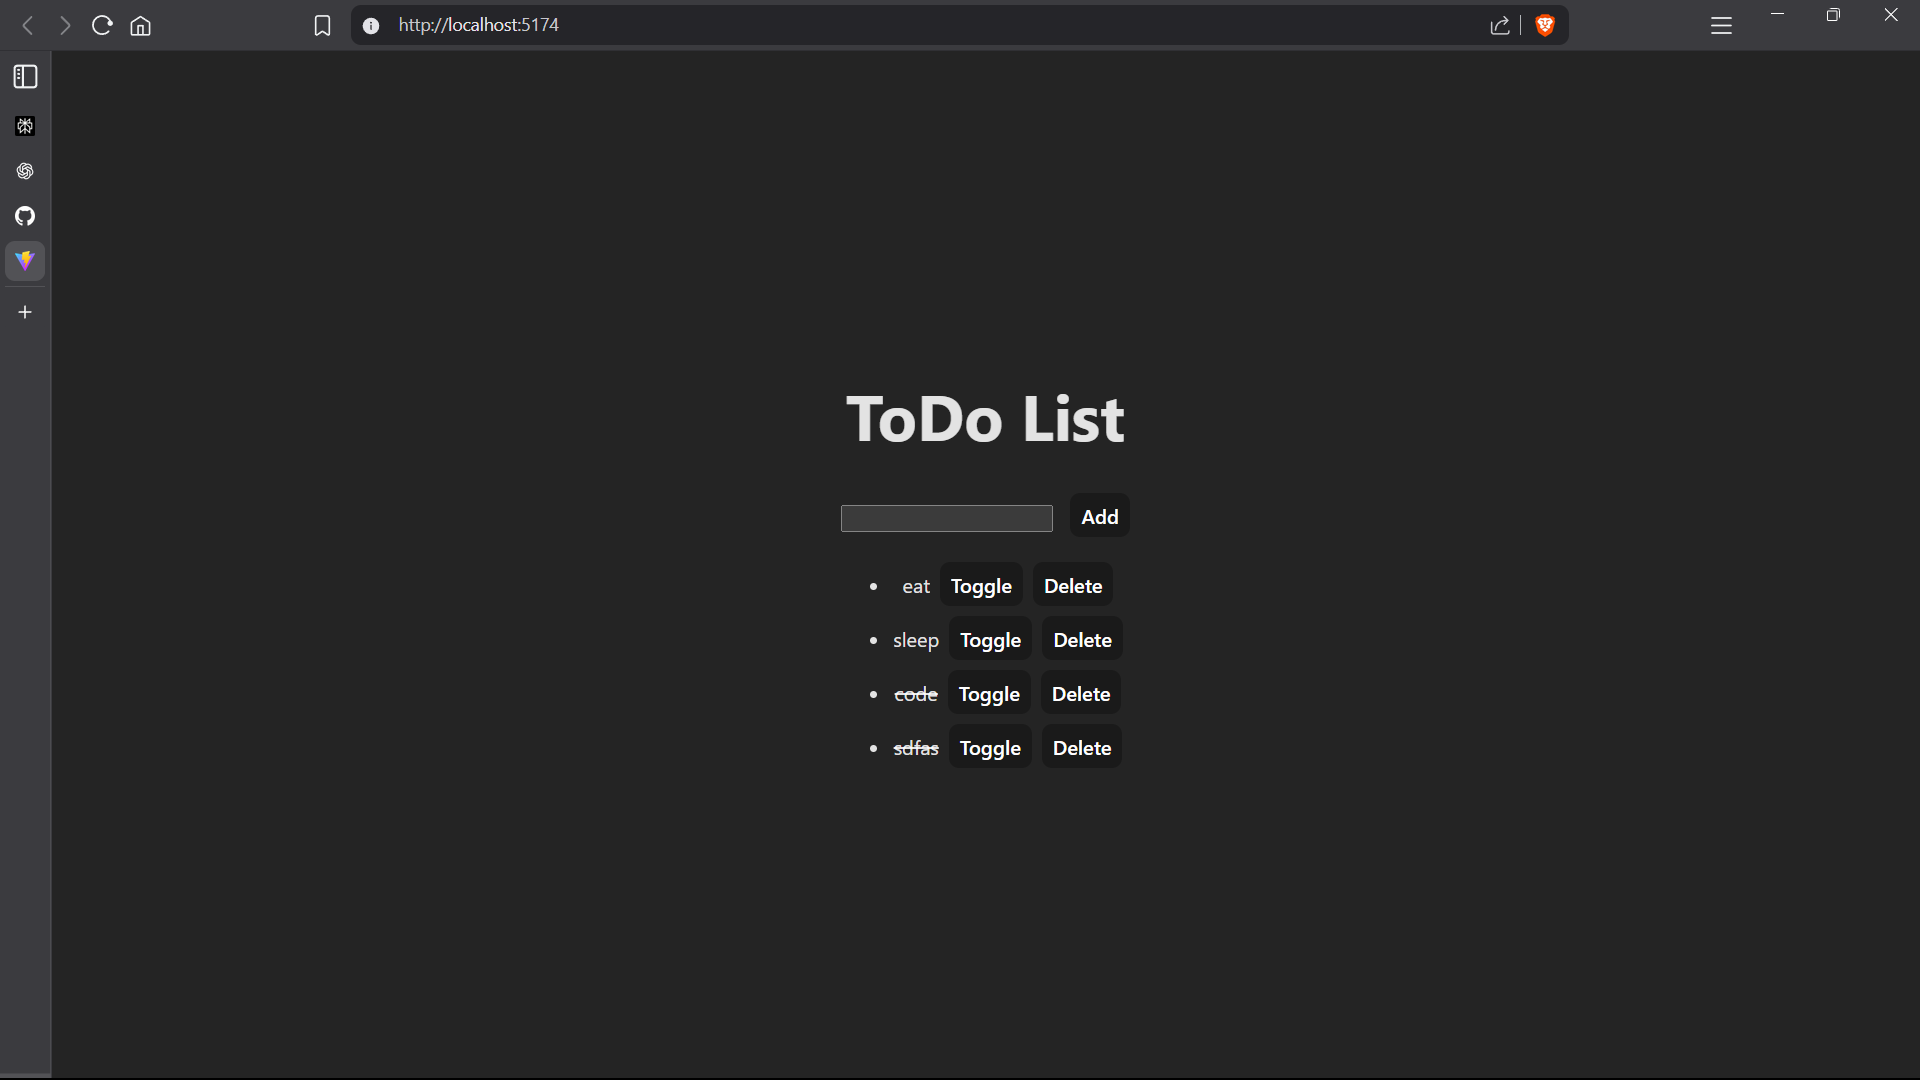 http://localhost:5174
ToDo List
Add
eat Toggle Delete
sleep Toggle Delete
code Toggle Delete
sdfas Toggle Delete